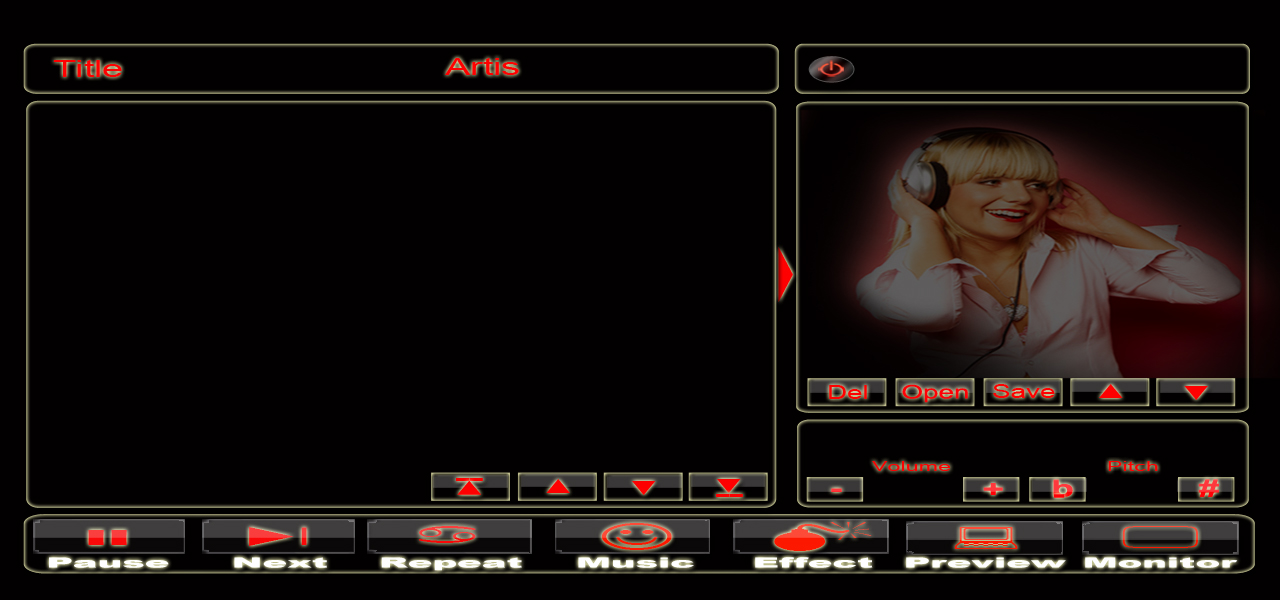 Title Artis
Del Open Save
Volume Pitch
- + b #
Pause Next Repeat Music Effect Preview Monitor